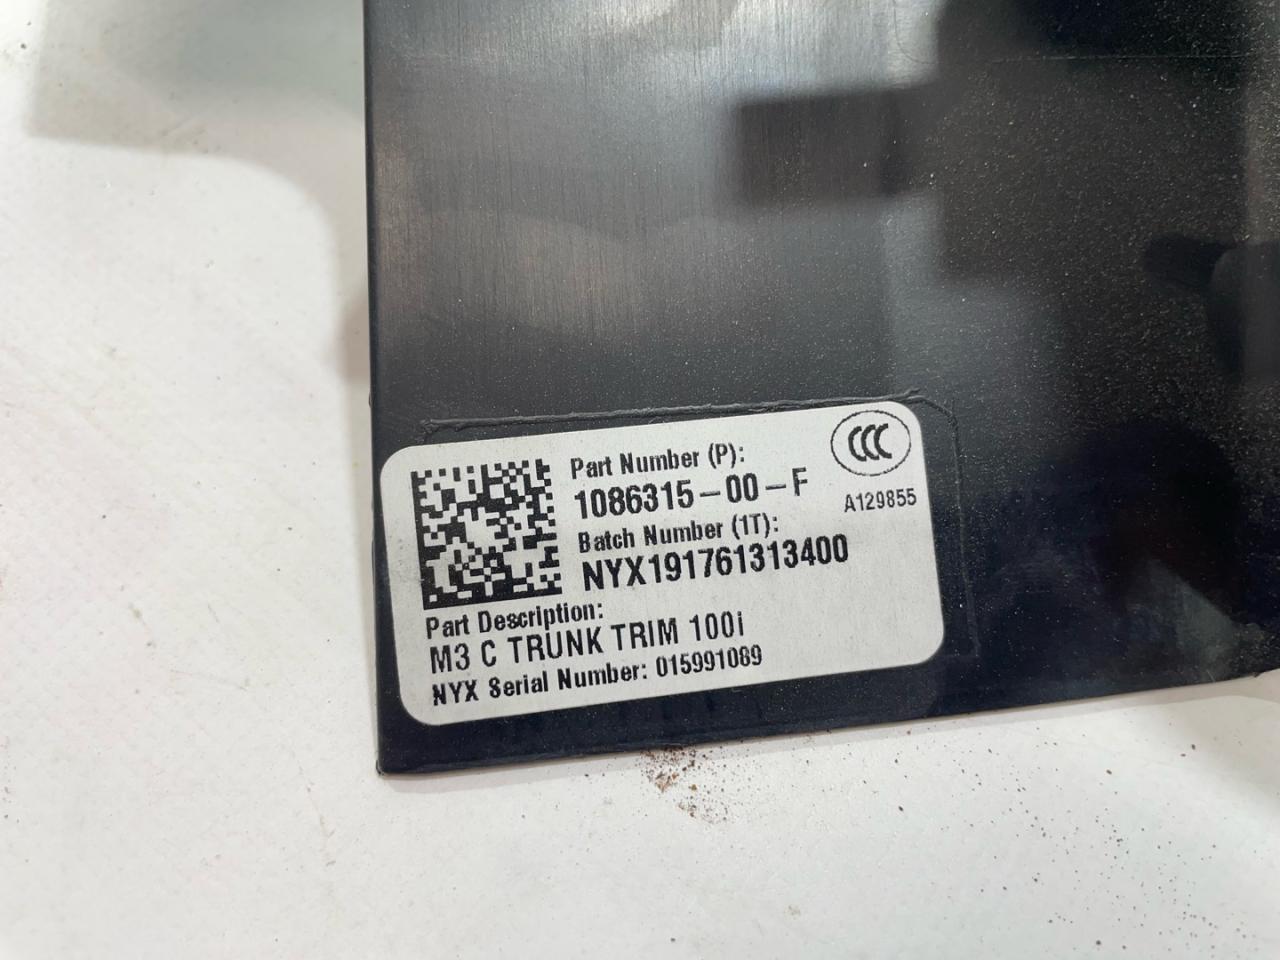 Part Number (P):
1086315-00-F
CCC
A129855
Batch Number (1T):
NYX191761313400
Part Description:
M3 C TRUNK TRIM 100i
NYX Serial Number: 015991089